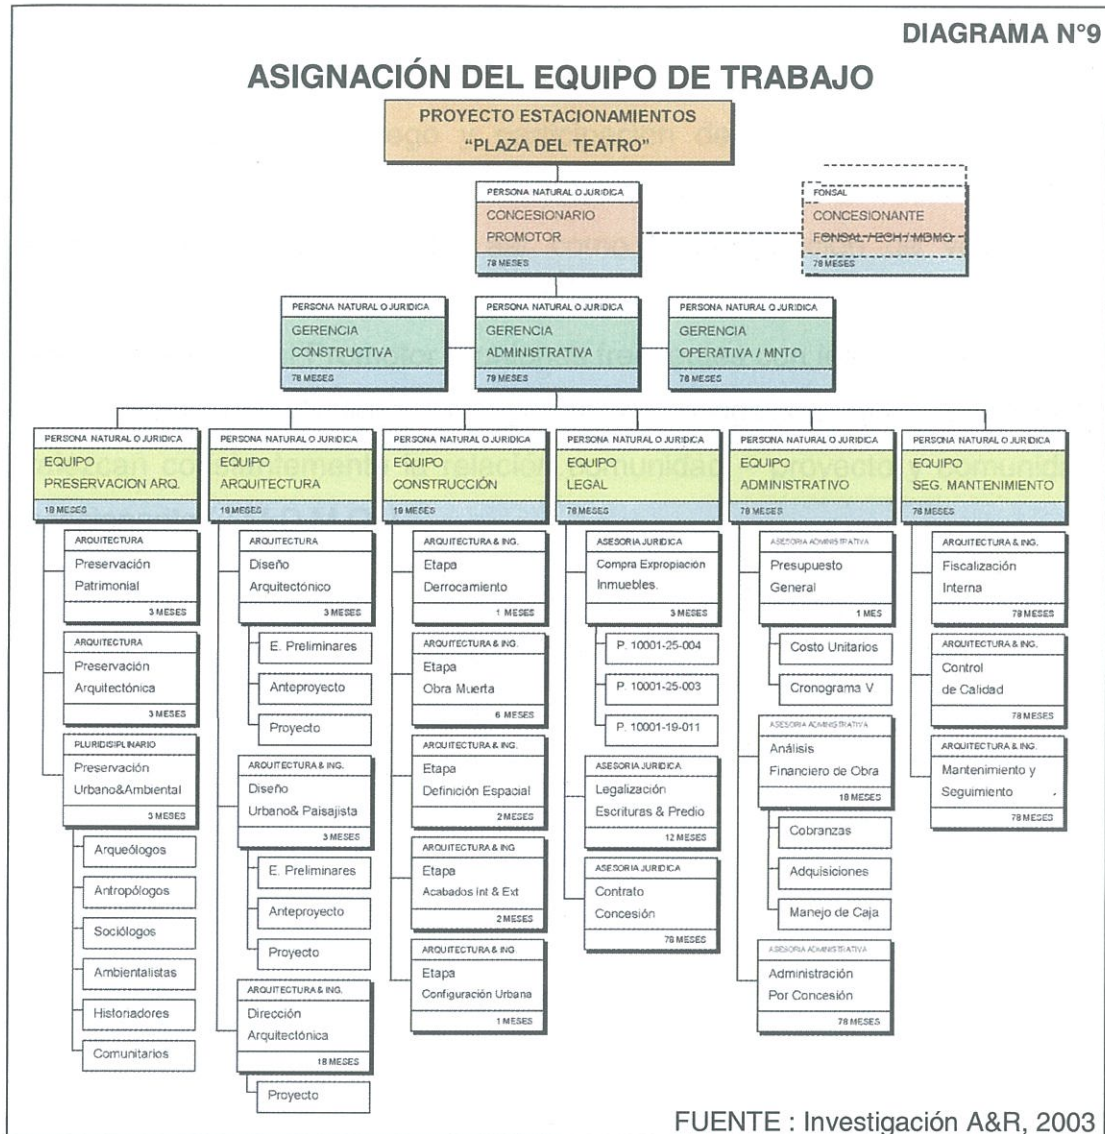 DIAGRAMA N°9
ASIGNACIÓN DEL EQUIPO DE TRABAJO
PROYECTO ESTACIONAMIENTOS
“PLAZA DEL TEATRO”
PERSONA NATURAL O JURIDICA
CONCESIONARIO
PROMOTOR
78 MESES
FONSAL
CONCESIONANTE
FONSAL / ECH / MDMQ
78 MESES
PERSONA NATURAL O JURIDICA
GERENCIA
CONSTRUCTIVA
78 MESES
PERSONA NATURAL O JURIDICA
GERENCIA
ADMINISTRATIVA
78 MESES
PERSONA NATURAL O JURIDICA
GERENCIA
OPERATIVA / MNTO
78 MESES
PERSONA NATURAL O JURIDICA
EQUIPO
PRESERVACION ARQ.
18 MESES
ARQUITECTURA
Preservación
Patrimonial
3 MESES
ARQUITECTURA
Preservación
Arquitectónica
3 MESES
PLURIDISIPLINARIO
Preservación
Urbano&Ambiental
3 MESES
Arqueólogos
Antropólogos
Sociólogos
Ambientalistas
Historiadores
Comunitarios
PERSONA NATURAL O JURIDICA
EQUIPO
ARQUITECTURA
18 MESES
ARQUITECTURA
Diseño
Arquitectónico
3 MESES
E. Preliminares
Anteproyecto
Proyecto
ARQUITECTURA & ING.
Diseño
Urbano& Paisajista
3 MESES
E. Preliminares
Anteproyecto
Proyecto
ARQUITECTURA & ING.
Dirección
Arquitectónica
18 MESES
Proyecto
PERSONA NATURAL O JURIDICA
EQUIPO
CONSTRUCCIÓN
18 MESES
ARQUITECTURA & ING.
Etapa
Derrocamiento
1 MESES
ARQUITECTURA & ING.
Etapa
Obra Muerta
6 MESES
ARQUITECTURA & ING.
Etapa
Definición Espacial
2 MESES
ARQUITECTURA & ING
Etapa
Acabados Int & Ext
2 MESES
ARQUITECTURA & ING.
Etapa
Configuración Urbana
1 MESES
PERSONA NATURAL O JURIDICA
EQUIPO
LEGAL
78 MESES
ASESORIA JURIDICA
Compra Expropiación
Inmuebles.
3 MESES
P. 10001-25-004
P. 10001-25-003
P. 10001-19-011
ASESORIA JURIDICA
Legalización
Escrituras & Predio
12 MESES
ASESORIA JURIDICA
Contrato
Concesión
78 MESES
PERSONA NATURAL O JURIDICA
EQUIPO
ADMINISTRATIVO
78 MESES
ASESORIA ADMINISTRATIVA
Presupuesto
General
1 MES
Costo Unitarios
Cronograma V
ASESORIA ADMINISTRATIVA
Análisis
Financiero de Obra
18 MESES
Cobranzas
Adquisiciones
Manejo de Caja
ASESORIA ADMINISTRATIVA
Administración
Por Concesión
78 MESES
PERSONA NATURAL O JURIDICA
EQUIPO
SEG. MANTENIMIENTO
78 MESES
ARQUITECTURA & ING.
Fiscalización
Interna
78 MESES
ARQUITECTURA & ING.
Control
de Calidad
78 MESES
ARQUITECTURA & ING.
Mantenimiento y
Seguimiento
78 MESES
FUENTE : Investigación A&R, 2003